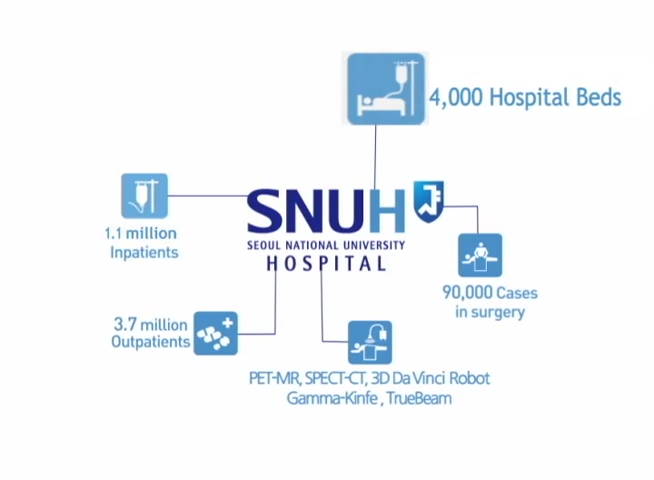 4,000 Hospital Beds
SNUH
SEOUL NATIONAL UNIVERSITY
HOSPITAL
1.1 million
Inpatients
90,000 Cases
in surgery
3.7 million
Outpatients
PET-MR, SPECT-CT, 3D Da Vinci Robot
Gamma-Kinfe , TrueBeam